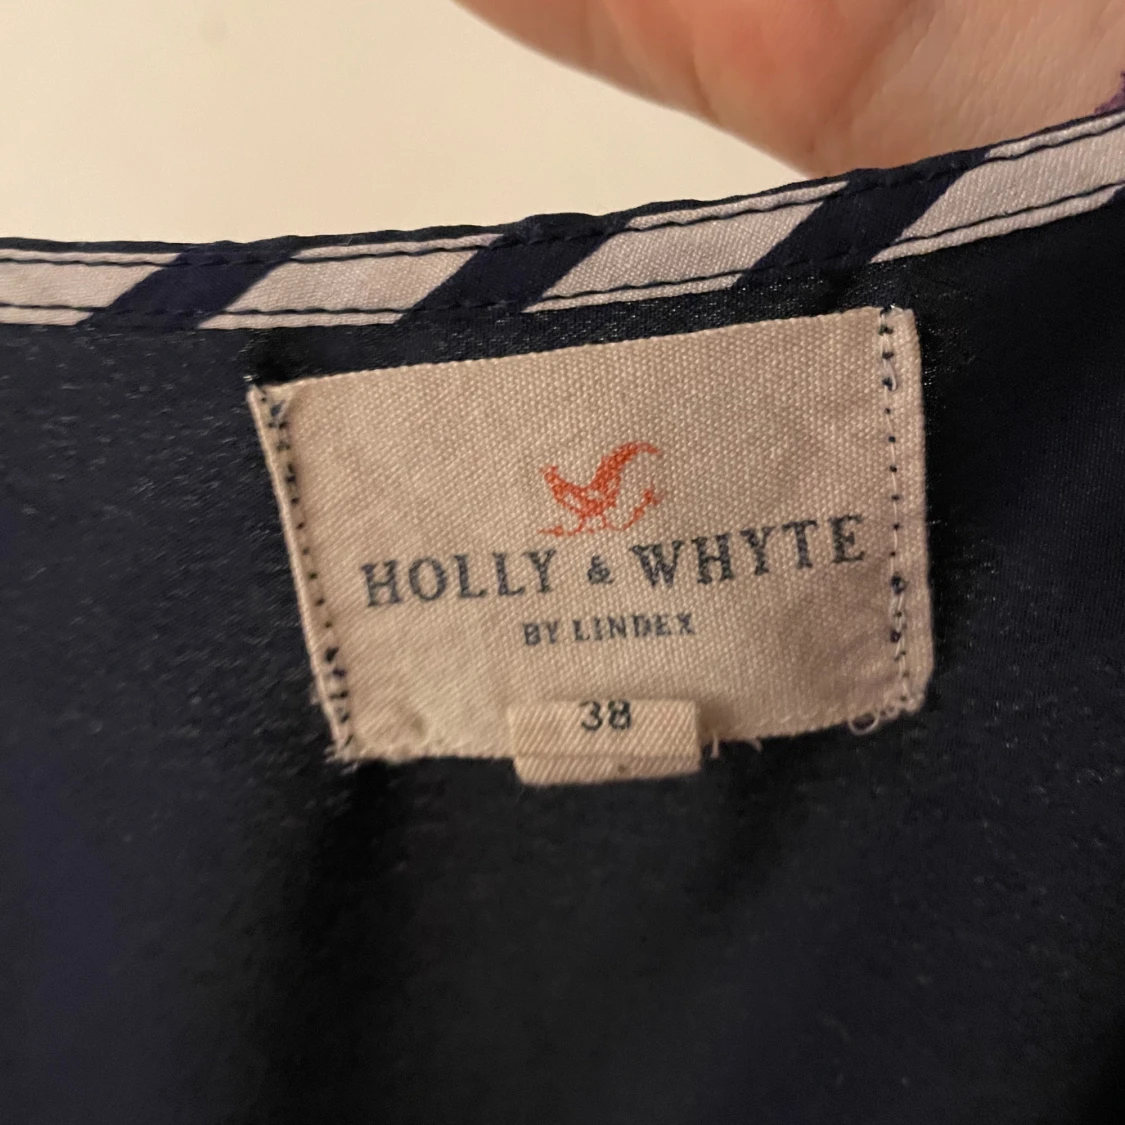 HOLLY & WHYTE
BY LINDEX
38